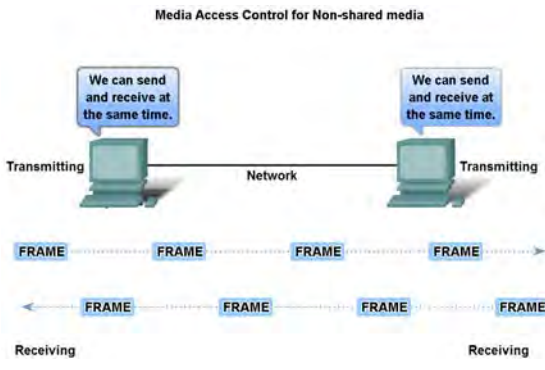 Media Access Control for Non-shared media
We can send
and receive at
the same time.
We can send
and receive at
the same time.
Transmitting
Network
Transmitting
FRAME FRAME FRAME FRAME
FRAME FRAME FRAME FRAME
Receiving
Receiving